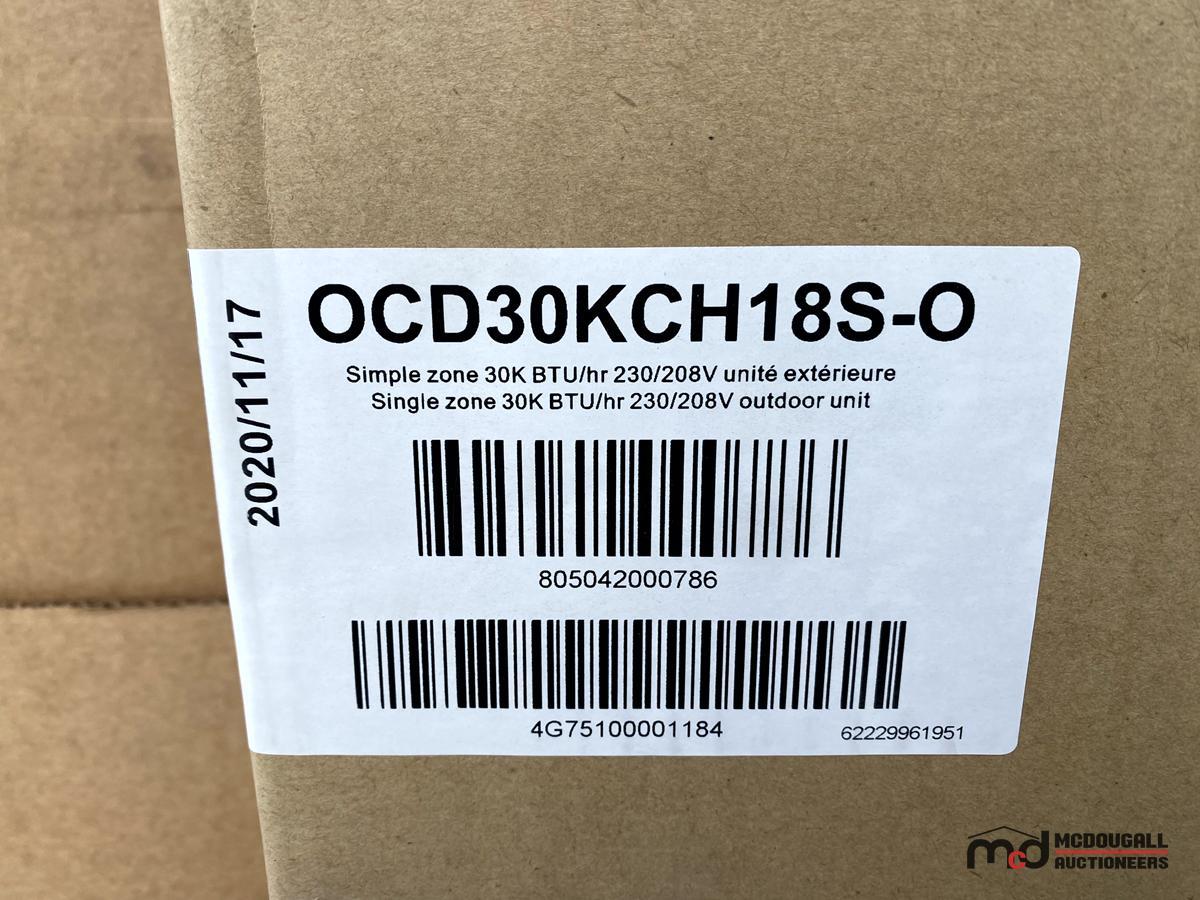 OCD30KCH18S-O
2020/11/17
Simple zone 30K BTU/hr 230/208V unité extérieure
Single zone 30K BTU/hr 230/208V outdoor unit
805042000786
4G75100001184
62229961951
mcd MCDOUGALL
AUCTIONEERS